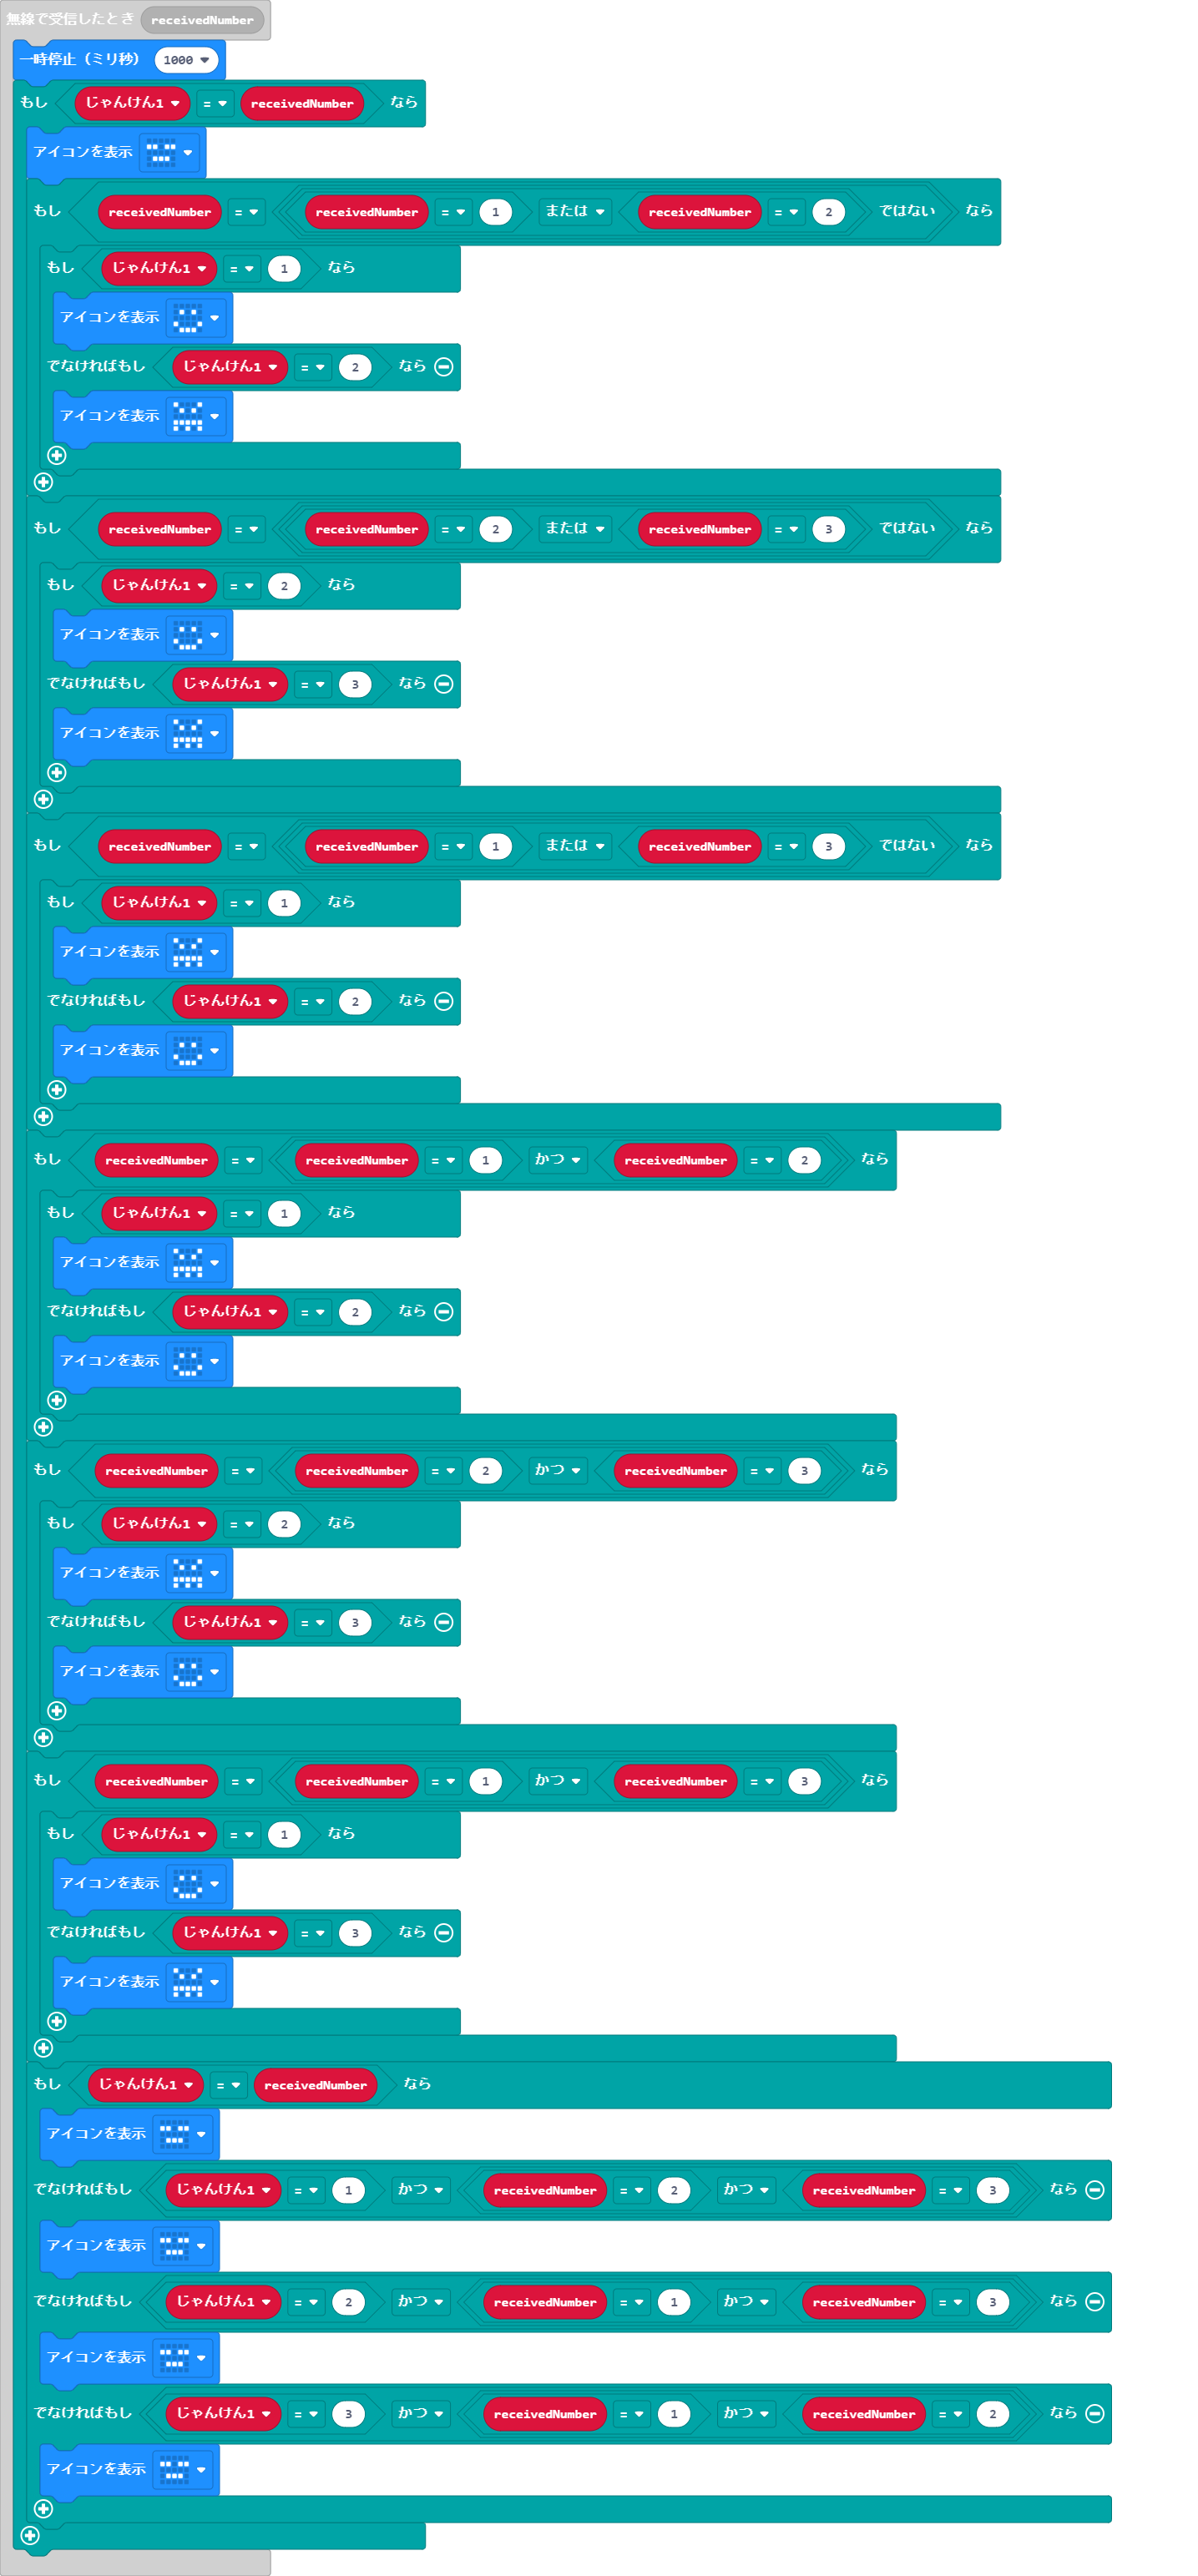 無線で受信したとき receivedNumber
一時停止（ミリ秒） 1000
もし じゃんけん1 = receivedNumber なら
アイコンを表示
もし receivedNumber = receivedNumber = 1 または receivedNumber = 2 ではない なら
もし じゃんけん1 = 1 なら
アイコンを表示
でなければもし じゃんけん1 = 2 なら
アイコンを表示
もし receivedNumber = receivedNumber = 2 または receivedNumber = 3 ではない なら
もし じゃんけん1 = 2 なら
アイコンを表示
でなければもし じゃんけん1 = 3 なら
アイコンを表示
もし receivedNumber = receivedNumber = 1 または receivedNumber = 3 ではない なら
もし じゃんけん1 = 1 なら
アイコンを表示
でなければもし じゃんけん1 = 2 なら
アイコンを表示
もし receivedNumber = receivedNumber = 1 かつ receivedNumber = 2 なら
もし じゃんけん1 = 1 なら
アイコンを表示
でなければもし じゃんけん1 = 2 なら
アイコンを表示
もし receivedNumber = receivedNumber = 2 かつ receivedNumber = 3 なら
もし じゃんけん1 = 2 なら
アイコンを表示
でなければもし じゃんけん1 = 3 なら
アイコンを表示
もし receivedNumber = receivedNumber = 1 かつ receivedNumber = 3 なら
もし じゃんけん1 = 1 なら
アイコンを表示
でなければもし じゃんけん1 = 3 なら
アイコンを表示
もし じゃんけん1 = receivedNumber なら
アイコンを表示
でなければもし じゃんけん1 = 1 かつ receivedNumber = 2 かつ receivedNumber = 3 なら
アイコンを表示
でなければもし じゃんけん1 = 2 かつ receivedNumber = 1 かつ receivedNumber = 3 なら
アイコンを表示
でなければもし じゃんけん1 = 3 かつ receivedNumber = 1 かつ receivedNumber = 2 なら
アイコンを表示